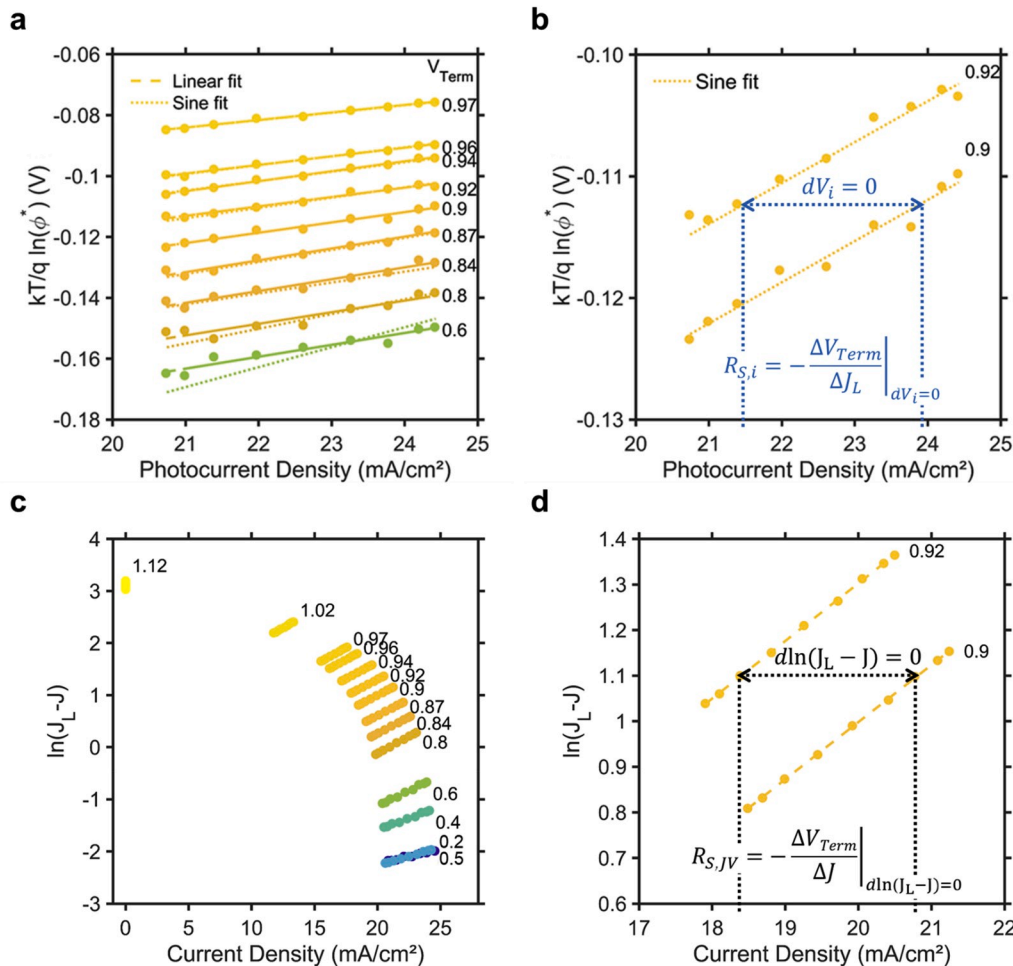 a
kT/q ln(ϕ*) (V)
-0.06
-0.08
-0.1
-0.12
-0.14
-0.16
-0.18
Linear fit
Sine fit
V_Term
0.97
0.96
0.94
0.92
0.9
0.87
0.84
0.8
0.6
20 21 22 23 24 25
Photocurrent Density (mA/cm²)
b
kT/q ln(ϕ*) (V)
-0.10
-0.11
-0.12
-0.13
Sine fit
0.92
0.9
dV_i = 0
R_{S,i} = − ΔV_Term / ΔJ_L |_{dV_i=0}
20 21 22 23 24 25
Photocurrent Density (mA/cm²)
c
ln(J_L-J)
4
3
2
1
0
-1
-2
-3
1.12
1.02
0.97
0.96
0.94
0.92
0.9
0.87
0.84
0.8
0.6
0.4
0.2
0.5
0 5 10 15 20 25
Current Density (mA/cm²)
d
ln(J_L-J)
1.4
1.3
1.2
1.1
1.0
0.9
0.8
0.7
0.6
0.92
0.9
dln(J_L − J) = 0
R_{S,JV} = − ΔV_Term / ΔJ |_{dln(J_L−J)=0}
17 18 19 20 21 22
Current Density (mA/cm²)